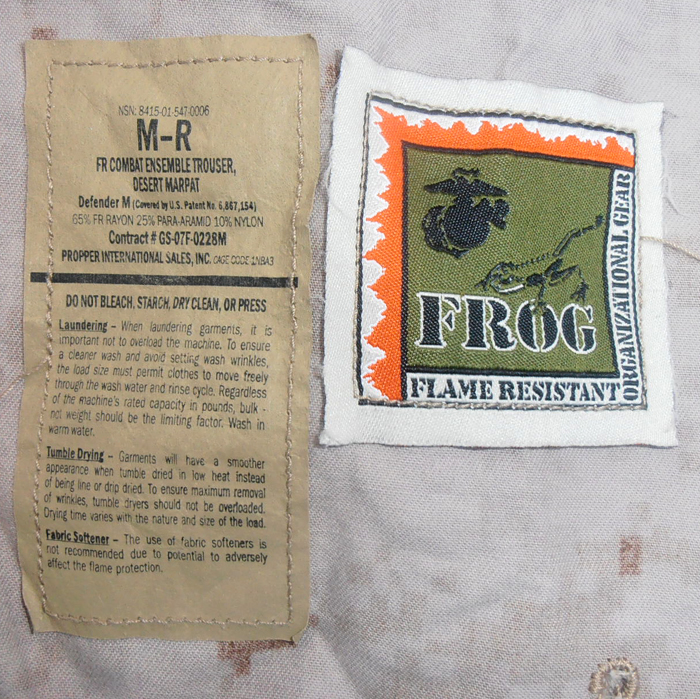 NSN: 8415-01-547-0006
M-R
FR COMBAT ENSEMBLE TROUSER,
DESERT MARPAT
Defender M (Covered by U.S. Patent No. 6,867,154)
65% FR RAYON 25% PARA-ARAMID 10% NYLON
Contract # GS-07F-0228M
PROPPER INTERNATIONAL SALES, INC. CAGE CODE 1NBA3
DO NOT BLEACH, STARCH, DRY CLEAN, OR PRESS
Laundering – When laundering garments, it is
important not to overload the machine. To ensure
a cleaner wash and avoid setting wash wrinkles,
the load size must permit clothes to move freely
through the wash water and rinse cycle. Regardless
of the machine's rated capacity in pounds, bulk -
not weight should be the limiting factor. Wash in
warm water.
Tumble Drying – Garments will have a smoother
appearance when tumble dried in low heat instead
of being line or drip dried. To ensure maximum removal
of wrinkles, tumble dryers should not be overloaded.
Drying time varies with the nature and size of the load.
Fabric Softener – The use of fabric softeners is
not recommended due to potential to adversely
affect the flame protection.
FROG
FLAME RESISTANT
ORGANIZATIONAL GEAR